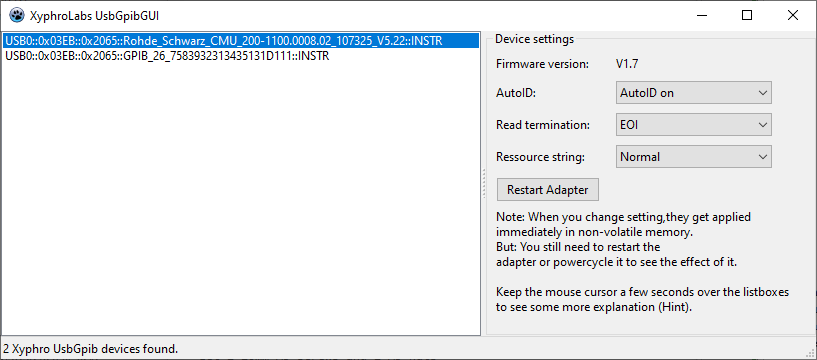 XyphroLabs UsbGpibGUI
USB0::0x03EB::0x2065::Rohde_Schwarz_CMU_200-1100.0008.02_107325_V5.22::INSTR
USB0::0x03EB::0x2065::GPIB_26_7583932313435131D111::INSTR
Device settings
Firmware version: V1.7
AutoID: AutoID on
Read termination: EOI
Ressource string: Normal
Restart Adapter
Note: When you change setting,they get applied
immediately in non-volatile memory.
But: You still need to restart the
adapter or powercycle it to see the effect of it.
Keep the mouse cursor a few seconds over the listboxes
to see some more explanation (Hint).
2 Xyphro UsbGpib devices found.